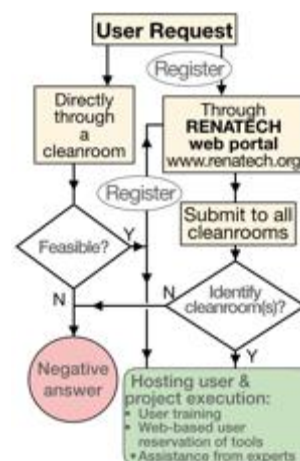 User Request
Register
Directly
through
a
cleanroom
Through
RENATECH
web portal
www.renatech.org
Register
Submit to all
cleanrooms
Feasible?
Y
N
Identify
cleanroom(s)?
N
Y
Negative
answer
Hosting user &
project execution:
• User training
• Web-based user
reservation of tools
• Assistance from experts